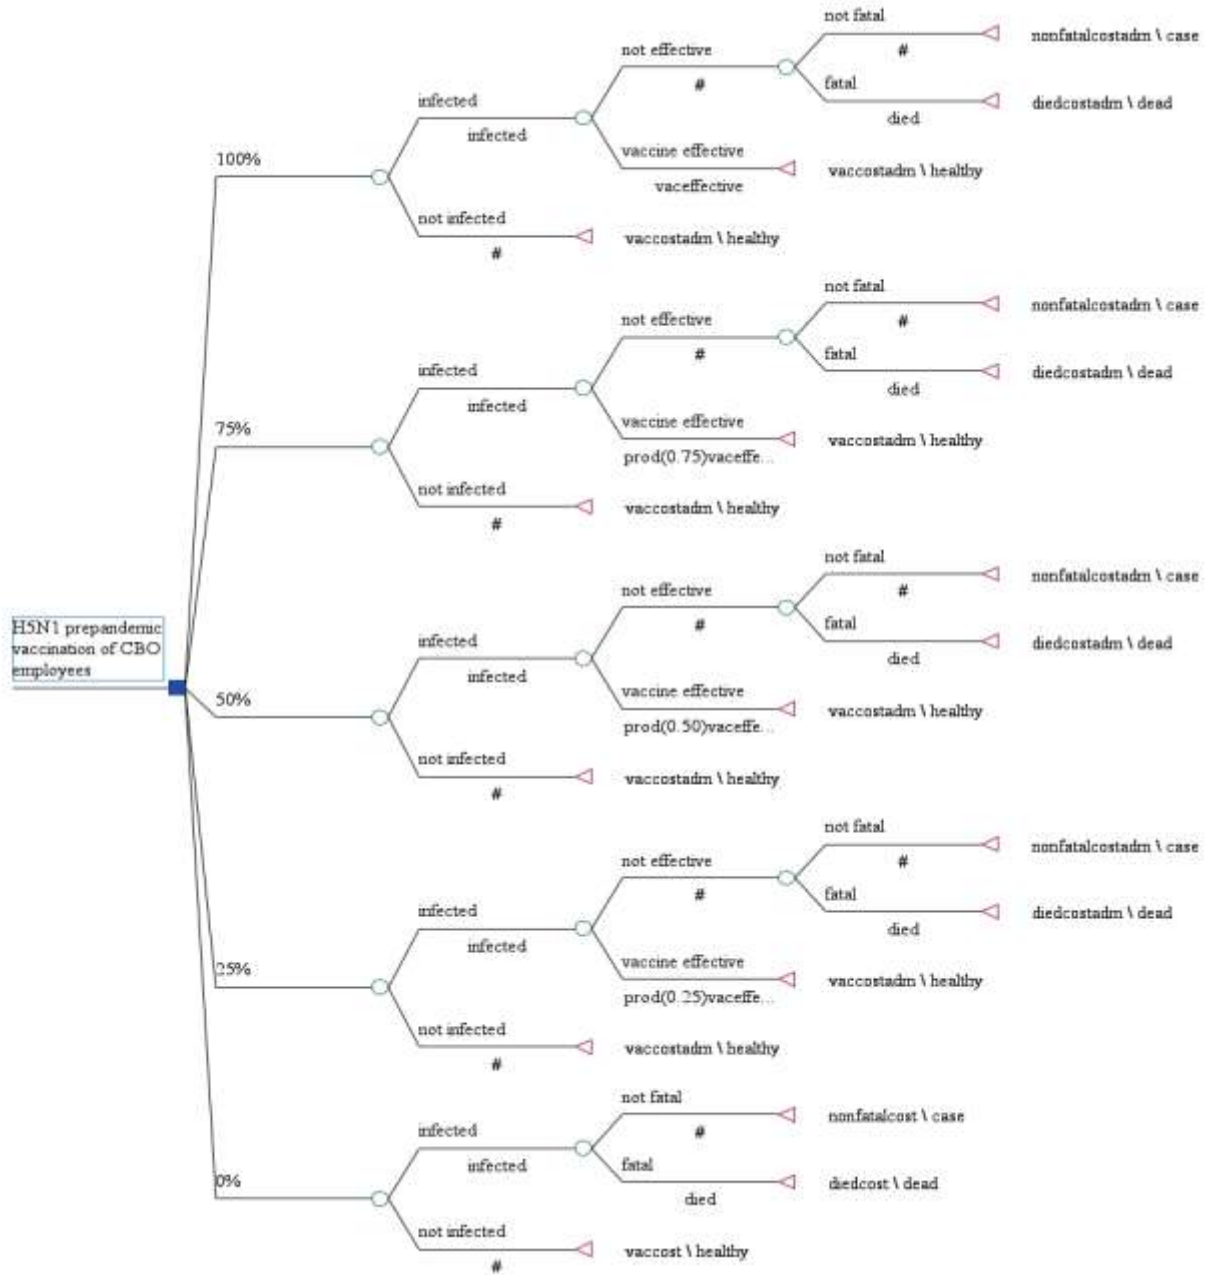 not fatal
nonfatalcostadm \ case
#
not effective
#
fatal
diedcostadm \ dead
died
infected
infected
vaccine effective
vaccostadm \ healthy
vaceffective
100%
not infected
vaccostadm \ healthy
#
not fatal
nonfatalcostadm \ case
#
not effective
#
fatal
diedcostadm \ dead
died
infected
infected
vaccine effective
vaccostadm \ healthy
prod(0.75)vaceffe...
75%
not infected
vaccostadm \ healthy
#
not fatal
nonfatalcostadm \ case
#
not effective
#
fatal
diedcostadm \ dead
died
H5N1 prepandemic
vaccination of CBO
employees
infected
infected
vaccine effective
vaccostadm \ healthy
prod(0.50)vaceffe...
50%
not infected
vaccostadm \ healthy
#
not fatal
nonfatalcostadm \ case
#
not effective
#
fatal
diedcostadm \ dead
died
infected
infected
vaccine effective
vaccostadm \ healthy
prod(0.25)vaceffe...
25%
not infected
vaccostadm \ healthy
#
not fatal
nonfatalcost \ case
#
infected
infected
fatal
diedcost \ dead
died
0%
not infected
vaccost \ healthy
#